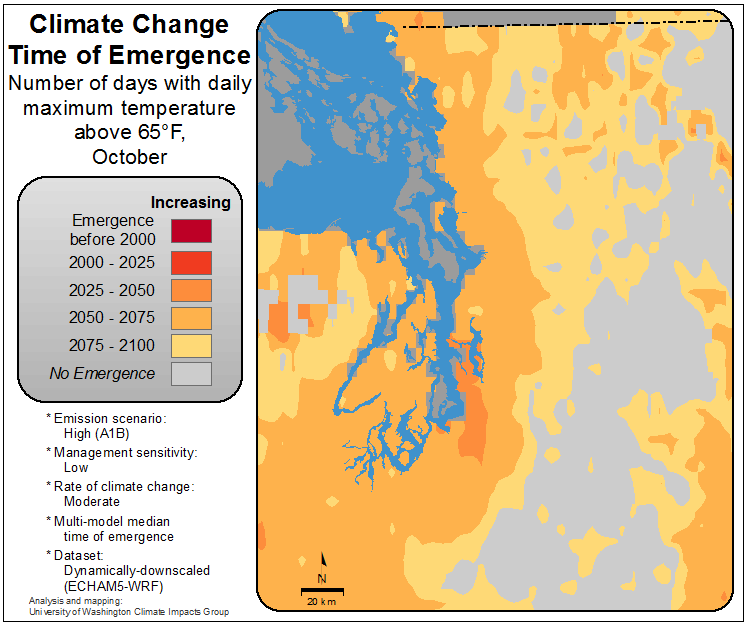 Climate Change
Time of Emergence
Number of days with daily
maximum temperature
above 65°F,
October
Increasing
Emergence
before 2000
2000 - 2025
2025 - 2050
2050 - 2075
2075 - 2100
No Emergence
* Emission scenario:
High (A1B)
* Management sensitivity:
Low
* Rate of climate change:
Moderate
* Multi-model median
time of emergence
* Dataset:
Dynamically-downscaled
(ECHAM5-WRF)
Analysis and mapping:
University of Washington Climate Impacts Group
N
20 km